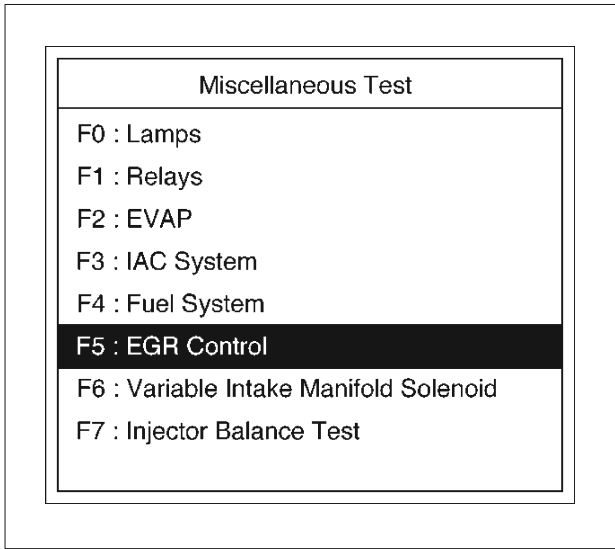 Miscellaneous Test
F0 : Lamps
F1 : Relays
F2 : EVAP
F3 : IAC System
F4 : Fuel System
F5 : EGR Control
F6 : Variable Intake Manifold Solenoid
F7 : Injector Balance Test